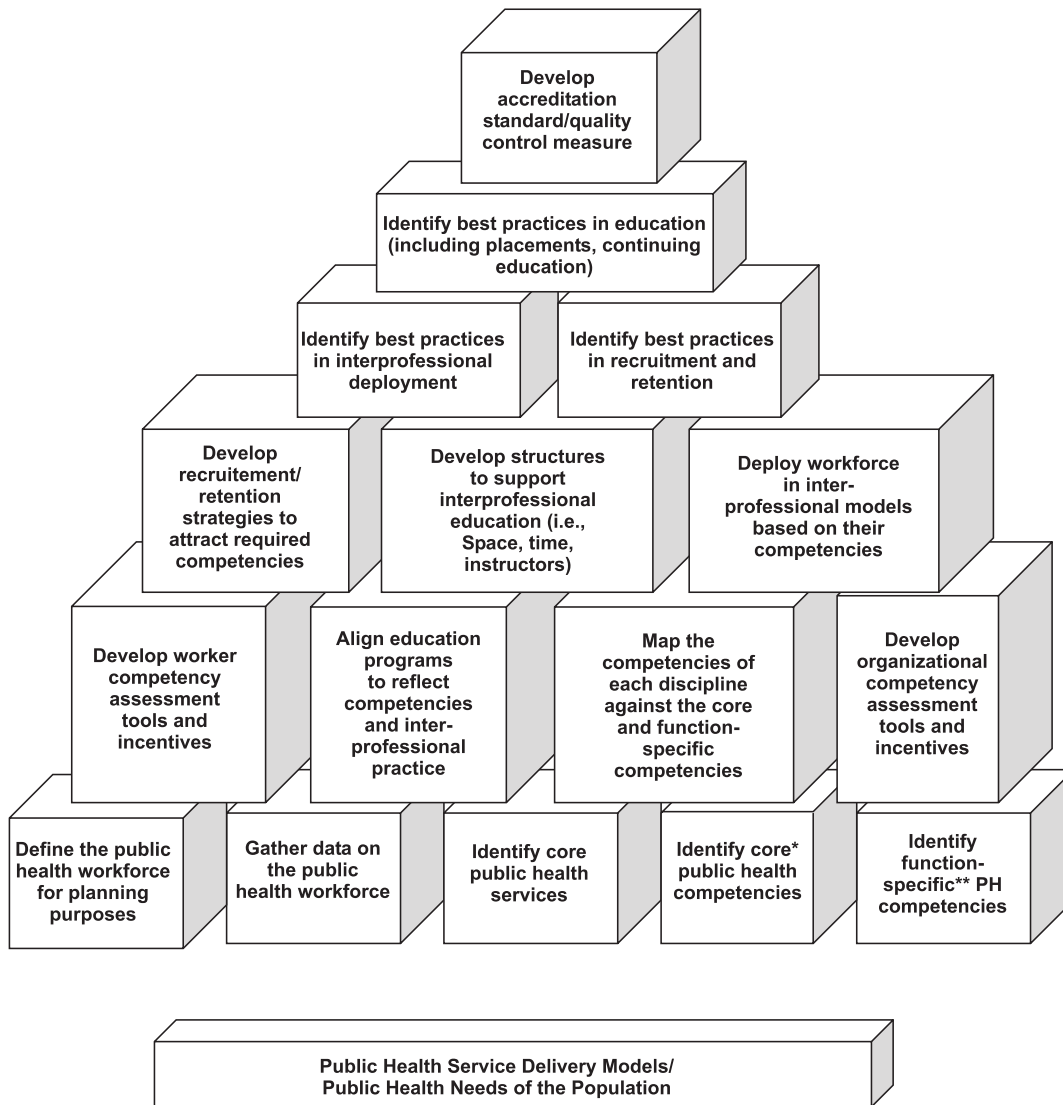 Develop
accreditation
standard/quality
control measure
Identify best practices in education
(including placements, continuing
education)
Identify best practices
in interprofessional
deployment
Identify best practices
in recruitment and
retention
Develop
recruitement/
retention
strategies to
attract required
competencies
Develop structures
to support
interprofessional
education (i.e.,
Space, time,
instructors)
Deploy workforce
in inter-
professional models
based on their
competencies
Develop worker
competency
assessment
tools and
incentives
Align education
programs
to reflect
competencies
and inter-
professional
practice
Map the
competencies of
each discipline
against the core
and function-
specific
competencies
Develop
organizational
competency
assessment
tools and
incentives
Define the public
health workforce
for planning
purposes
Gather data on
the public
health workforce
Identify core
public health
services
Identify core*
public health
competencies
Identify
function-
specific** PH
competencies
Public Health Service Delivery Models/
Public Health Needs of the Population